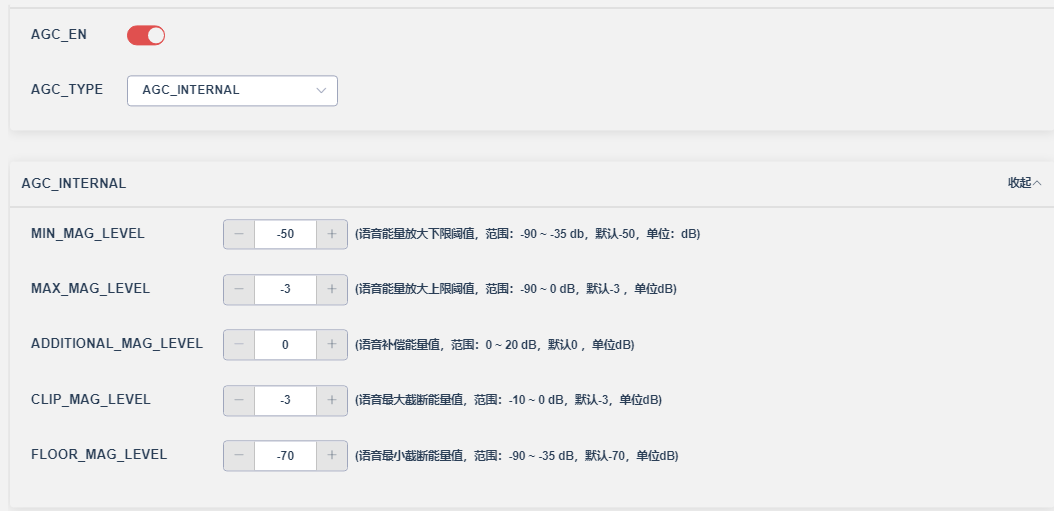 AGC_EN
AGC_TYPE AGC_INTERNAL
AGC_INTERNAL 收起
MIN_MAG_LEVEL − -50 + (语音能量放大下限阈值，范围：-90 ~ -35 db，默认-50，单位：dB)
MAX_MAG_LEVEL − -3 + (语音能量放大上限阈值，范围：-90 ~ 0 dB，默认-3 ，单位dB)
ADDITIONAL_MAG_LEVEL − 0 + (语音补偿能量值，范围：0 ~ 20 dB，默认0 ，单位dB)
CLIP_MAG_LEVEL − -3 + (语音最大截断能量值，范围：-10 ~ 0 dB，默认-3，单位dB)
FLOOR_MAG_LEVEL − -70 + (语音最小截断能量值，范围：-90 ~ -35 dB，默认-70，单位dB)